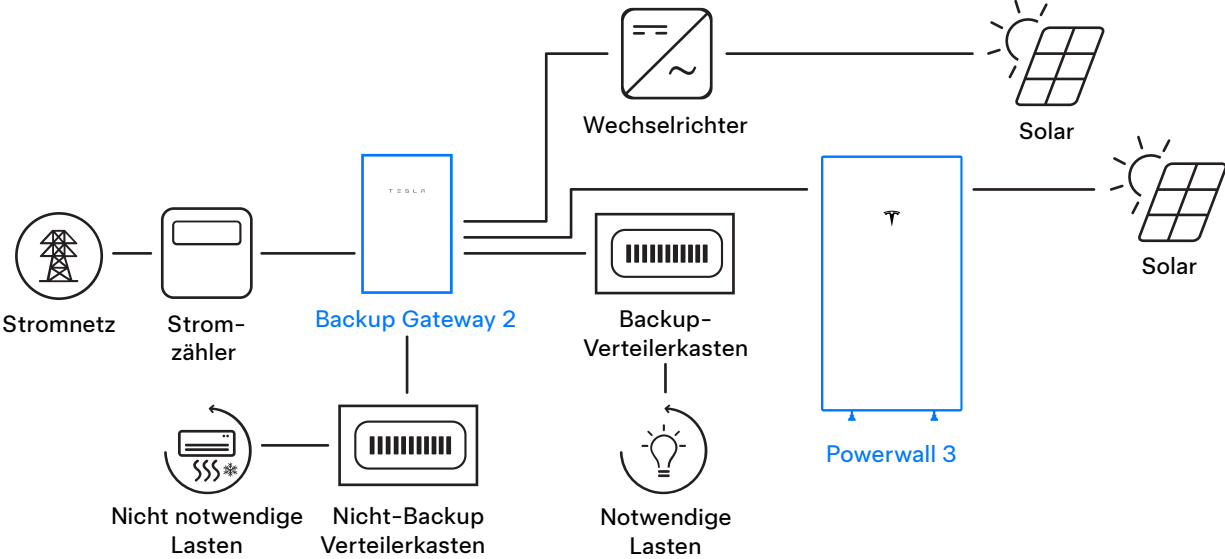 Wechselrichter
Solar
TESLA
Solar
Stromnetz
Strom-
zähler
Backup Gateway 2
Backup-
Verteilerkasten
Powerwall 3
Nicht notwendige
Lasten
Nicht-Backup
Verteilerkasten
Notwendige
Lasten